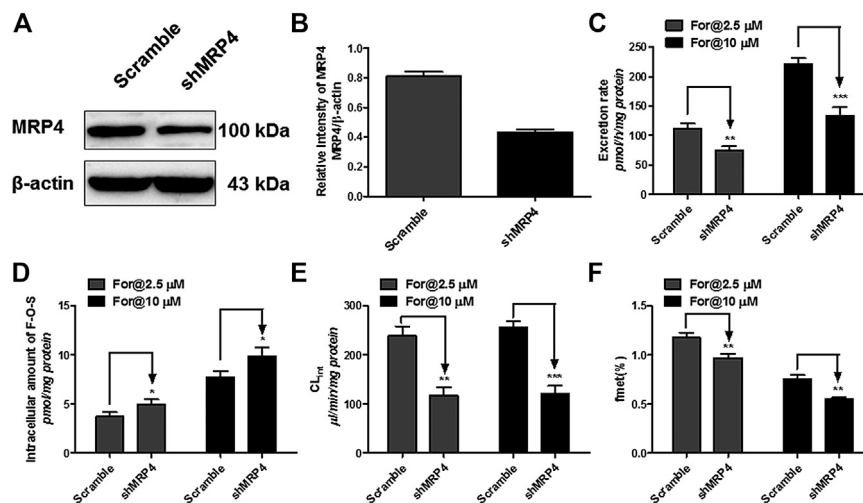 A
Scramble
shMRP4
MRP4
100 kDa
β-actin
43 kDa
B
Relative Intensity of MRP4
MRP4/β-actin
1.0
0.8
0.6
0.4
0.2
0.0
Scramble
shMRP4
C
For@2.5 μM
For@10 μM
Excretion rate
pmol/h/mg protein
250
200
150
100
50
0
**
***
Scramble
shMRP4
Scramble
shMRP4
D
For@2.5 μM
For@10 μM
Intracellular amount of F-O-S
pmol/mg protein
15
10
5
0
*
*
Scramble
shMRP4
Scramble
shMRP4
E
For@2.5 μM
For@10 μM
CLint
μl/min/mg protein
300
200
100
0
**
***
Scramble
shMRP4
Scramble
shMRP4
F
For@2.5 μM
For@10 μM
fmet(%)
1.5
1.0
0.5
0.0
**
**
Scramble
shMRP4
Scramble
shMRP4